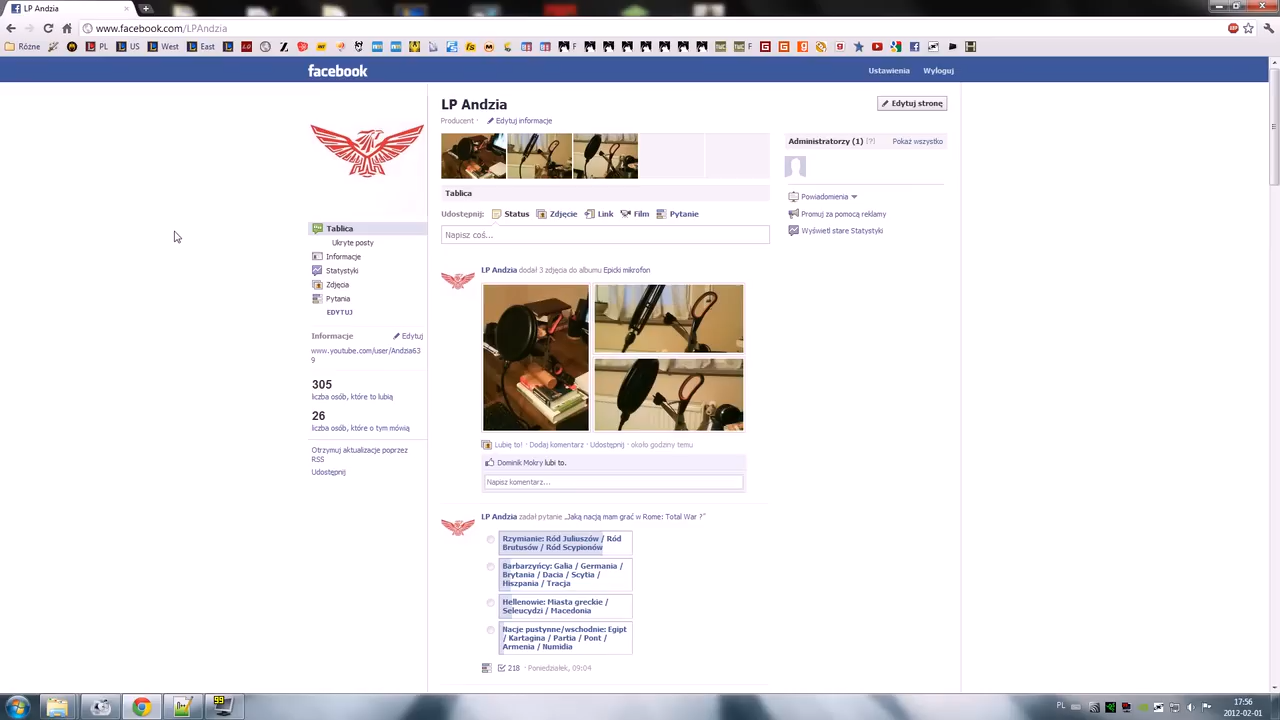 LP Andzia
www.facebook.com/LPAndzia
Różne
PL
US
West
East
F
F
facebook
Ustawienia
Wyloguj
LP Andzia
Edytuj stronę
Producent · Edytuj informacje
Administratorzy (1) [?]
Pokaż wszystko
Tablica
Powiadomienia
Udostępnij: Status Zdjęcie Link Film Pytanie
Promuj za pomocą reklamy
Tablica
Wyświetl stare Statystyki
Napisz coś...
Ukryte posty
Informacje
Statystyki
Zdjęcia
Pytania
EDYTUJ
LP Andzia dodał 3 zdjęcia do albumu Epicki mikrofon
Informacje
Edytuj
www.youtube.com/user/Andzia63
9
305
liczba osób, które to lubią
26
liczba osób, które o tym mówią
Otrzymuj aktualizacje poprzez
RSS
Udostępnij
Lubię to! · Dodaj komentarz · Udostępnij · około godziny temu
Dominik Mokry lubi to.
Napisz komentarz...
LP Andzia zadał pytanie „Jaką nacją mam grać w Rome: Total War ?”
Rzymianie: Ród Juliuszów / Ród
Brutusów / Ród Scypionów
Barbarzyńcy: Galia / Germania /
Brytania / Dacia / Scytia /
Hiszpania / Tracja
Hellenowie: Miasta greckie /
Seleucydzi / Macedonia
Nacje pustynne/wschodnie: Egipt
/ Kartagina / Partia / Pont /
Armenia / Numidia
218 · Poniedziałek, 09:04
99
PL
17:56
2012-02-01